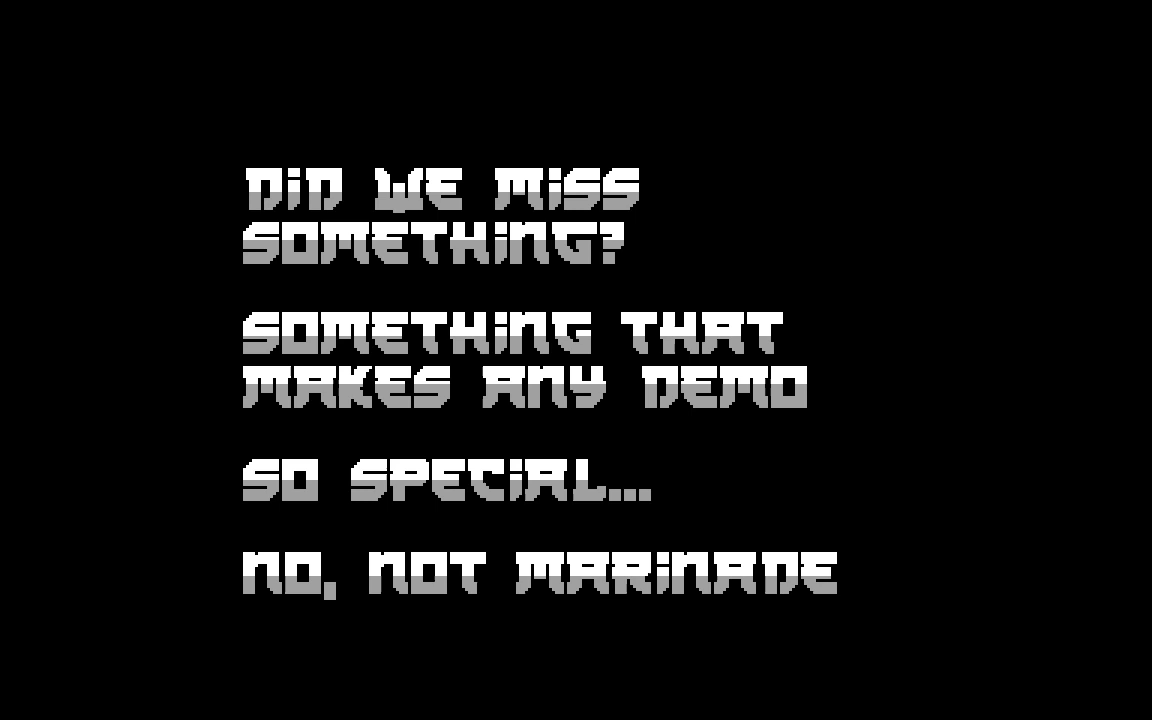 DiD WE MiSS
SOMETHiNG?
SOMETHiNG THAT
MAKES ANY DEMO
SO SPECiAL...
NO, NOT MARiNADE